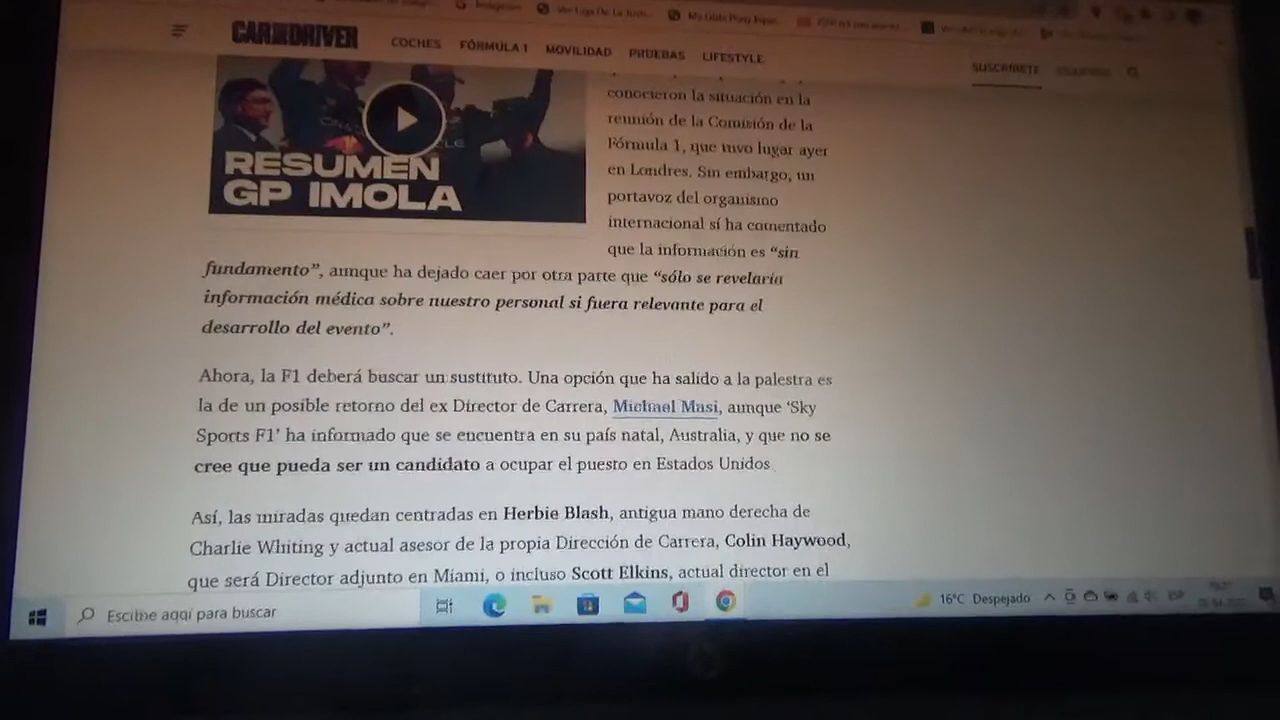 CAR AND DRIVER
COCHES FÓRMULA 1 MOVILIDAD PRUEBAS LIFESTYLE
SUSCRÍBETE
RESUMEN
GP IMOLA
conocieron la situación en la
reunión de la Comisión de la
Fórmula 1, que tuvo lugar ayer
en Londres. Sin embargo, un
portavoz del organismo
internacional sí ha comentado
que la información es “sin
fundamento”, aunque ha dejado caer por otra parte que “sólo se revelaría
información médica sobre nuestro personal si fuera relevante para el
desarrollo del evento”.
Ahora, la F1 deberá buscar un sustituto. Una opción que ha salido a la palestra es
la de un posible retorno del ex Director de Carrera, Michael Masi, aunque ‘Sky
Sports F1’ ha informado que se encuentra en su país natal, Australia, y que no se
cree que pueda ser un candidato a ocupar el puesto en Estados Unidos.
Así, las miradas quedan centradas en Herbie Blash, antigua mano derecha de
Charlie Whiting y actual asesor de la propia Dirección de Carrera, Colin Haywood,
que será Director adjunto en Miami, o incluso Scott Elkins, actual director en el
Escribe aquí para buscar
16°C Despejado